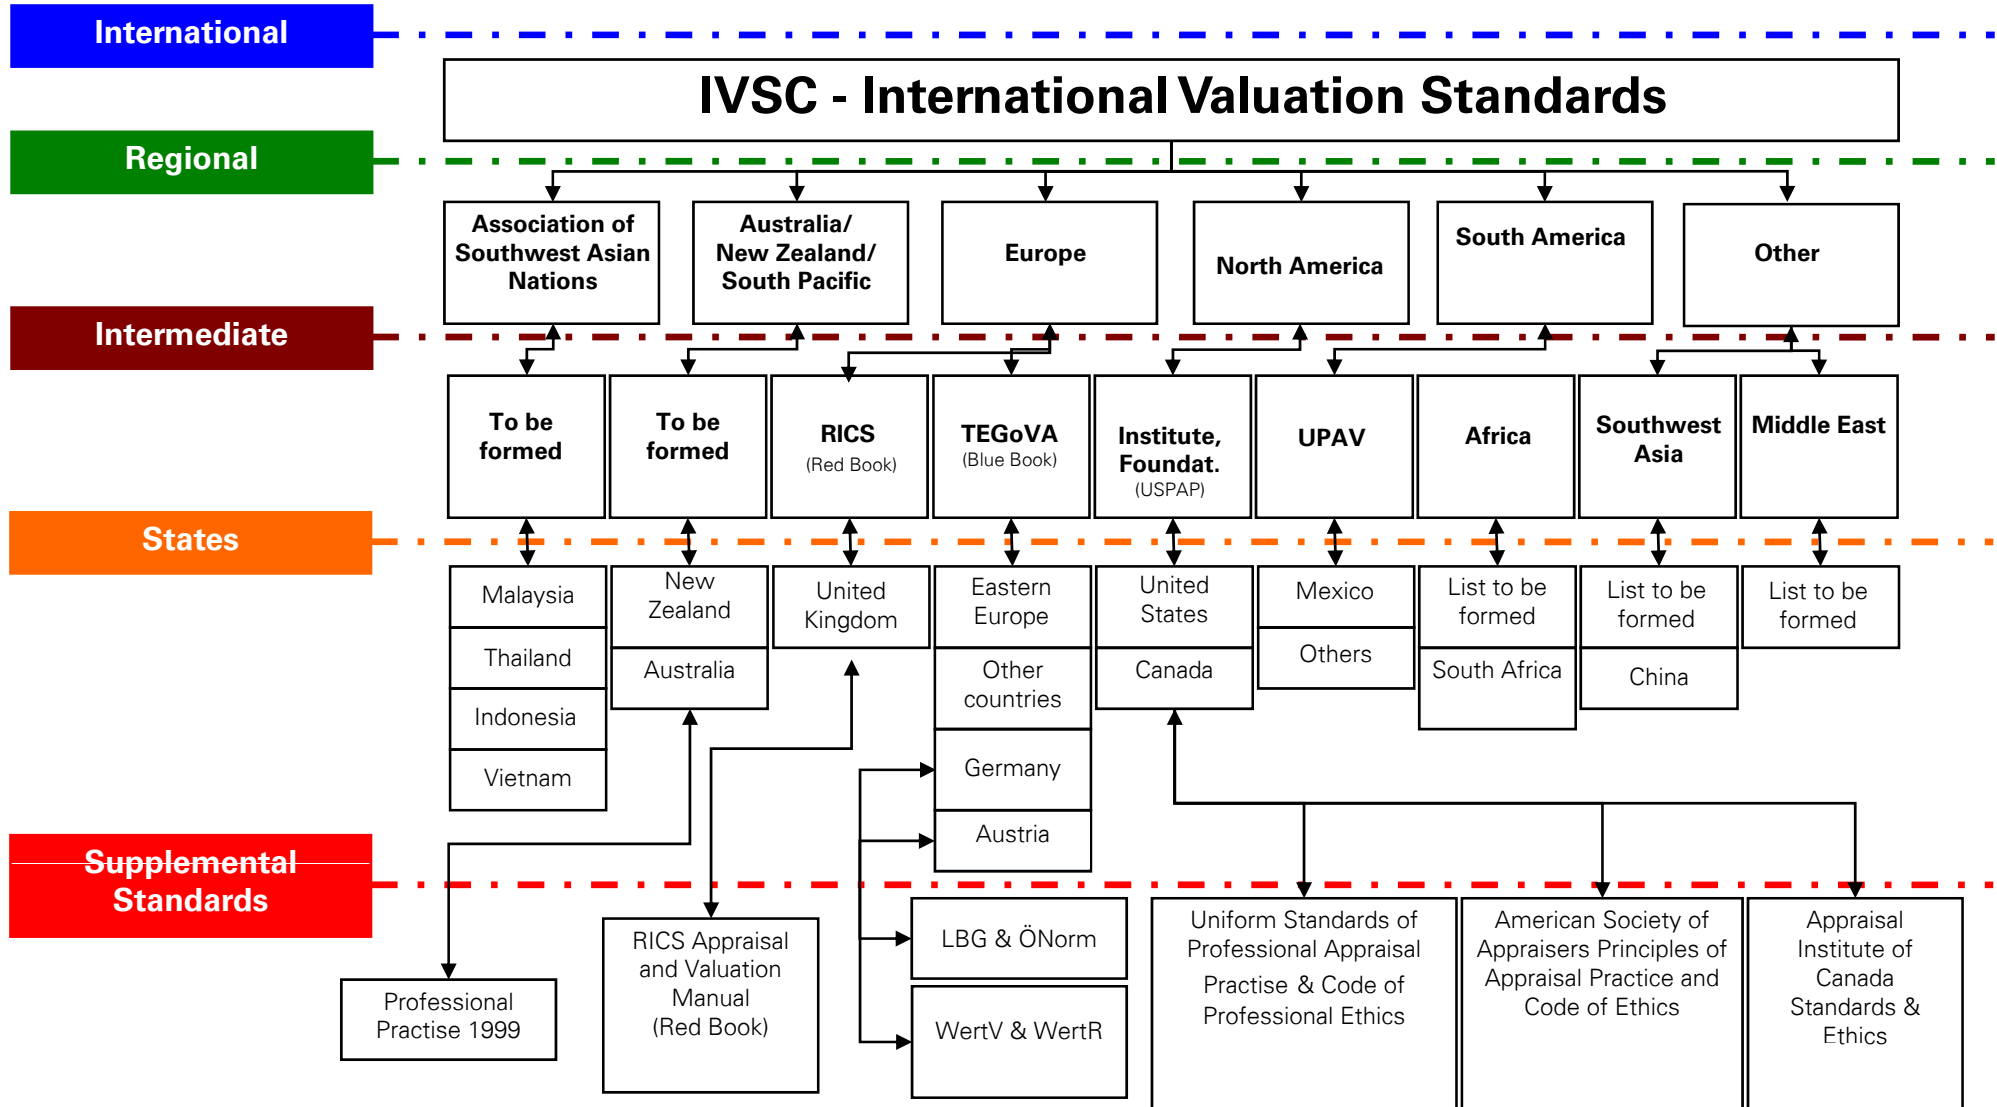 International
IVSC - International Valuation Standards
Regional
Association of
Southwest Asian
Nations
Australia/
New Zealand/
South Pacific
Europe
North America
South America
Other
Intermediate
To be
formed
To be
formed
RICS
(Red Book)
TEGoVA
(Blue Book)
Institute,
Foundat.
(USPAP)
UPAV
Africa
Southwest
Asia
Middle East
States
Malaysia
Thailand
Indonesia
Vietnam
New
Zealand
Australia
United
Kingdom
Eastern
Europe
Other
countries
Germany
Austria
United
States
Canada
Mexico
Others
List to be
formed
South Africa
List to be
formed
China
List to be
formed
Supplemental
Standards
Professional
Practise 1999
RICS Appraisal
and Valuation
Manual
(Red Book)
LBG & ÖNorm
WertV & WertR
Uniform Standards of
Professional Appraisal
Practise & Code of
Professional Ethics
American Society of
Appraisers Principles of
Appraisal Practice and
Code of Ethics
Appraisal
Institute of
Canada
Standards &
Ethics